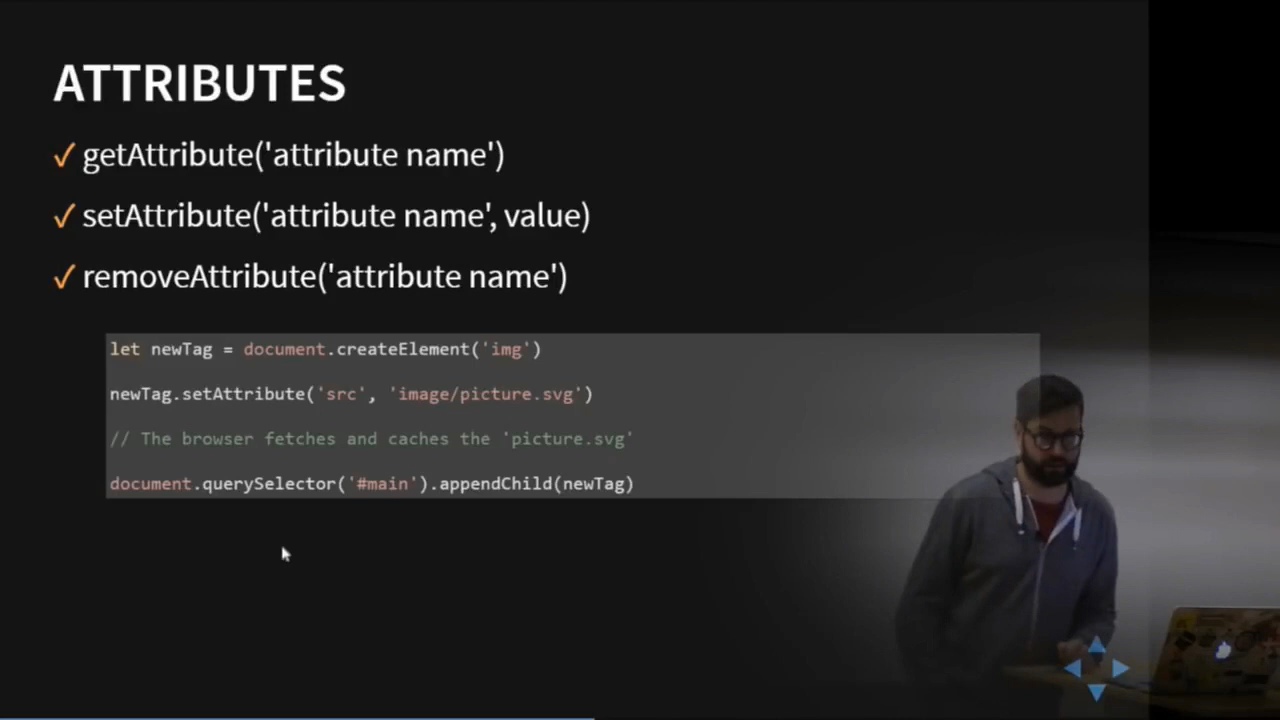 ATTRIBUTES
✓ getAttribute('attribute name')
✓ setAttribute('attribute name', value)
✓ removeAttribute('attribute name')
let newTag = document.createElement('img')
newTag.setAttribute('src', 'image/picture.svg')
// The browser fetches and caches the 'picture.svg'
document.querySelector('#main').appendChild(newTag)